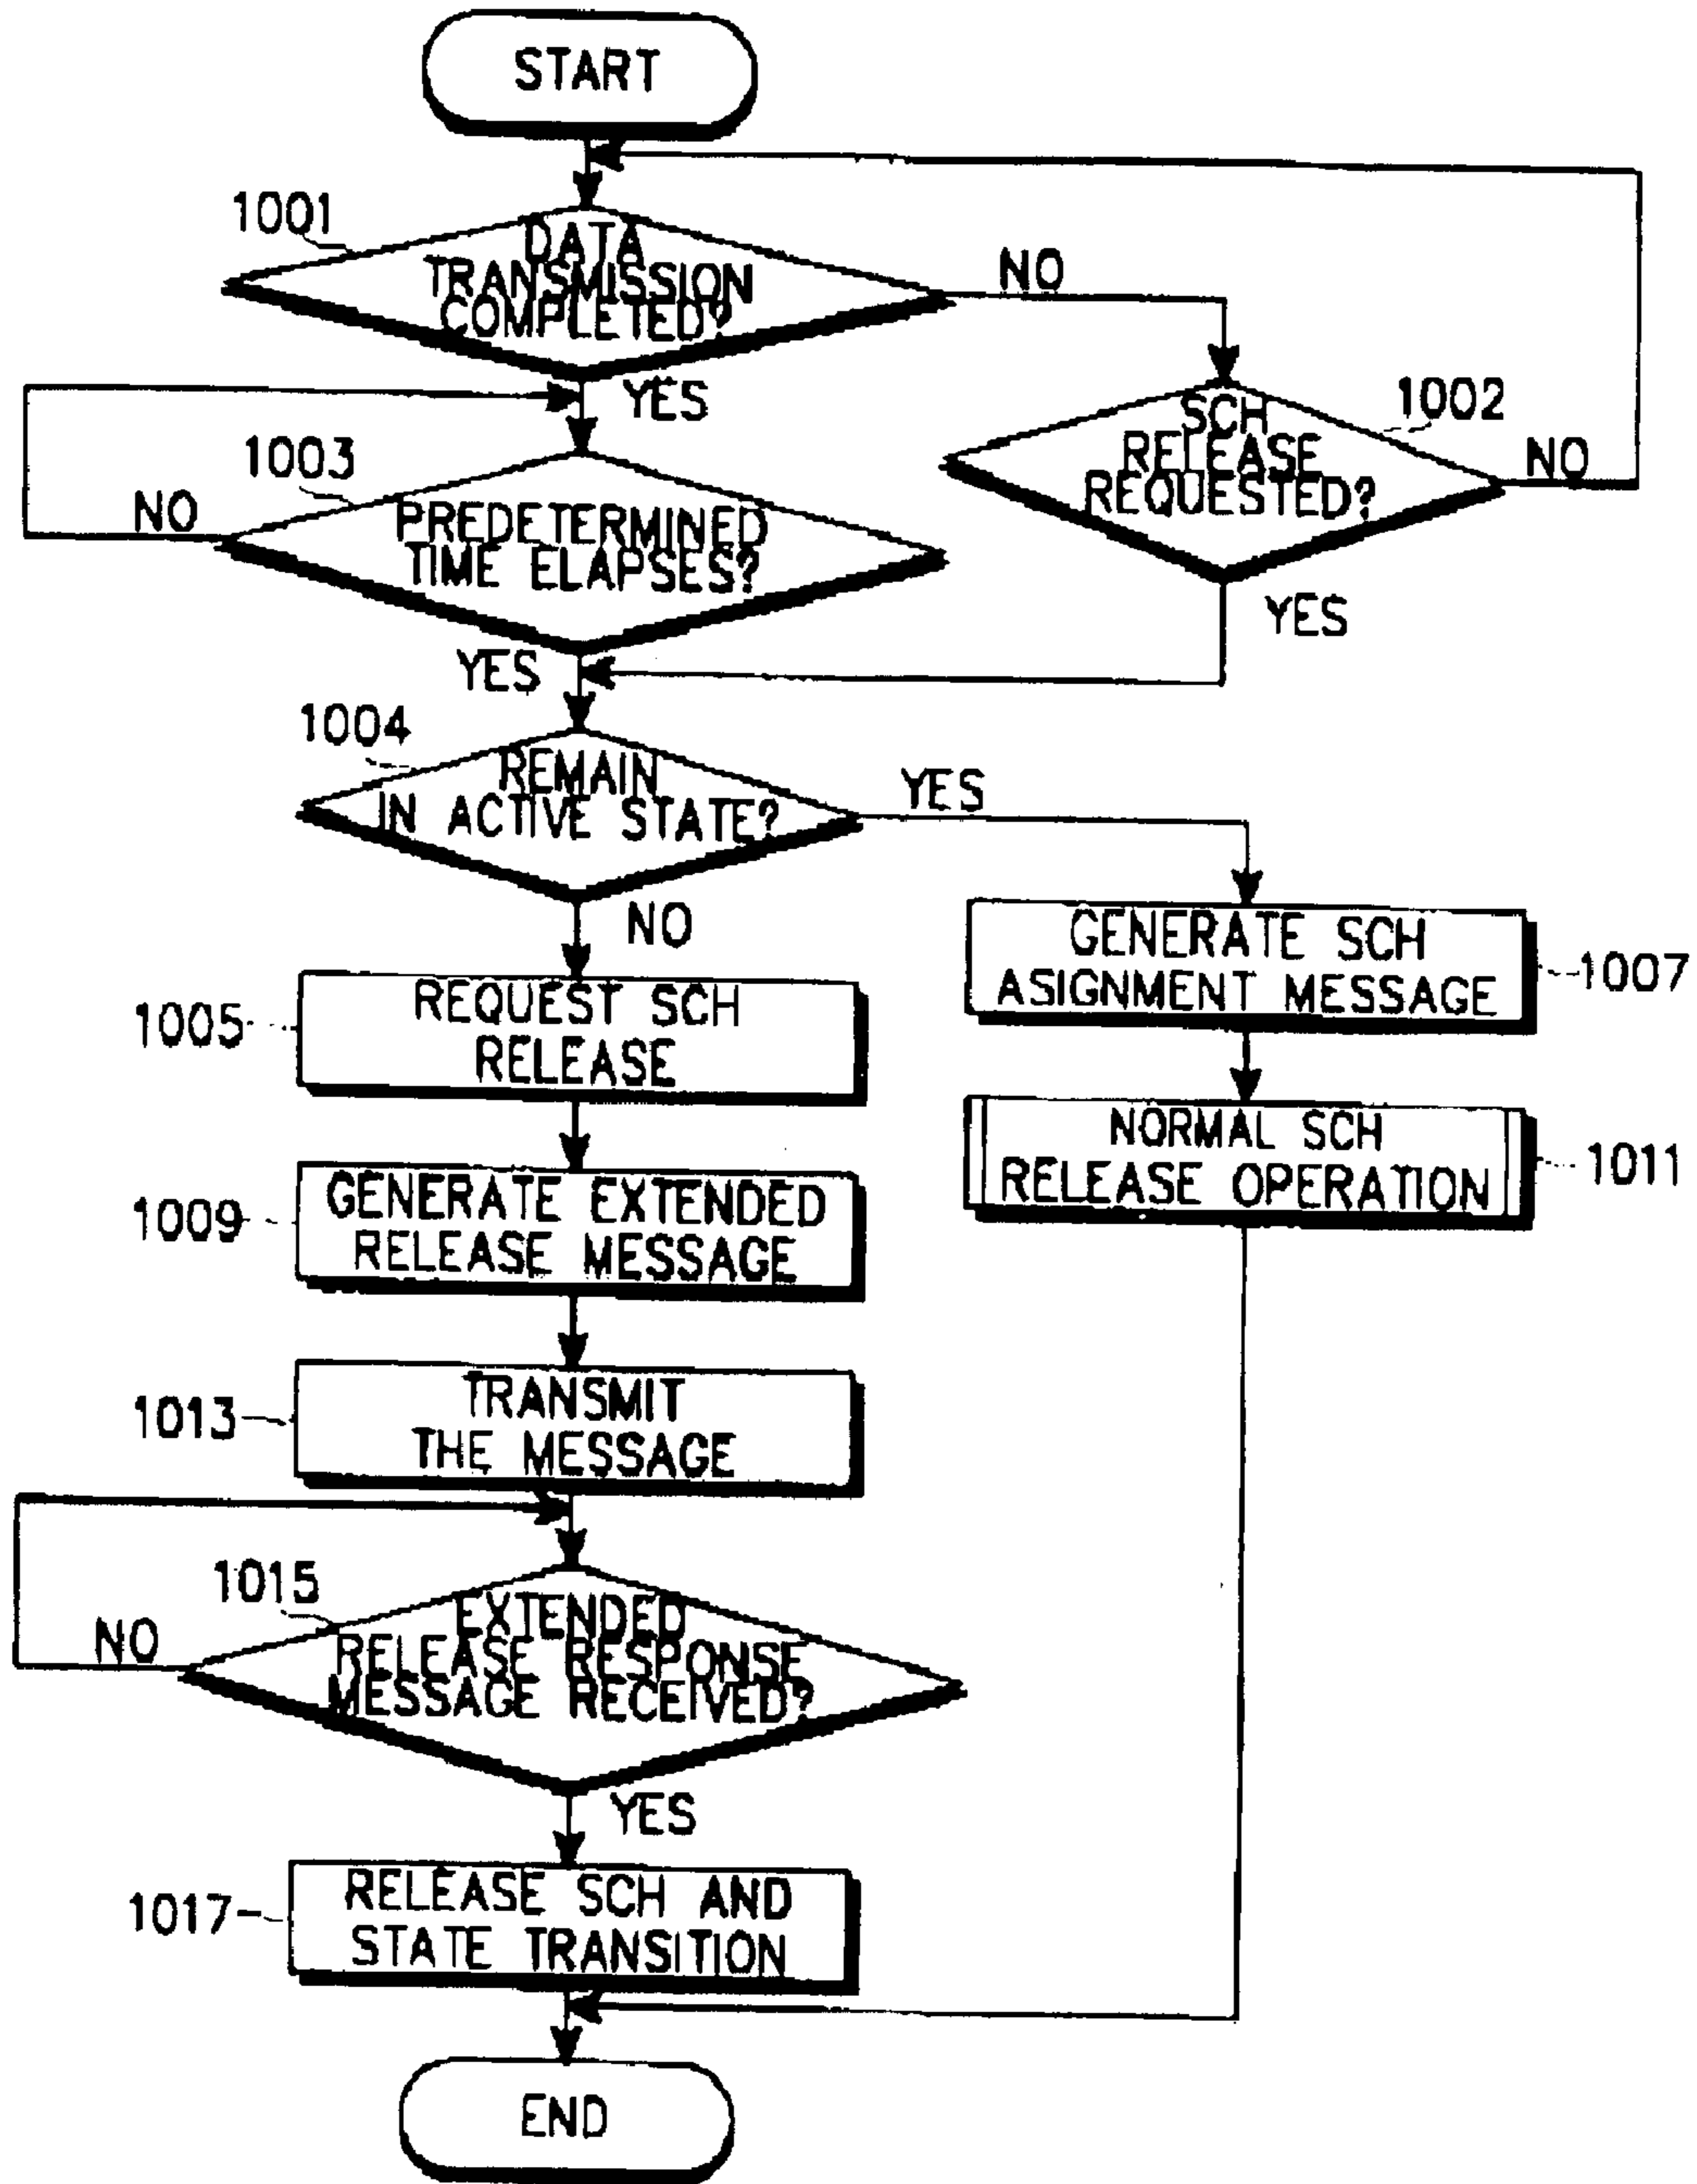 START
1001
DATA
TRANSMISSION
COMPLETED?
NO
YES
1002
SCH
RELEASE
REQUESTED?
NO
YES
1003
NO
PREDETERMINED
TIME ELAPSES?
YES
1004
REMAIN
IN ACTIVE STATE?
YES
NO
GENERATE SCH
ASIGNMENT MESSAGE
1007
1005
REQUEST SCH
RELEASE
NORMAL SCH
RELEASE OPERATION
1011
1009
GENERATE EXTENDED
RELEASE MESSAGE
1013
TRANSMIT
THE MESSAGE
1015
NO
EXTENDED
RELEASE RESPONSE
MESSAGE RECEIVED?
YES
1017
RELEASE SCH AND
STATE TRANSITION
END